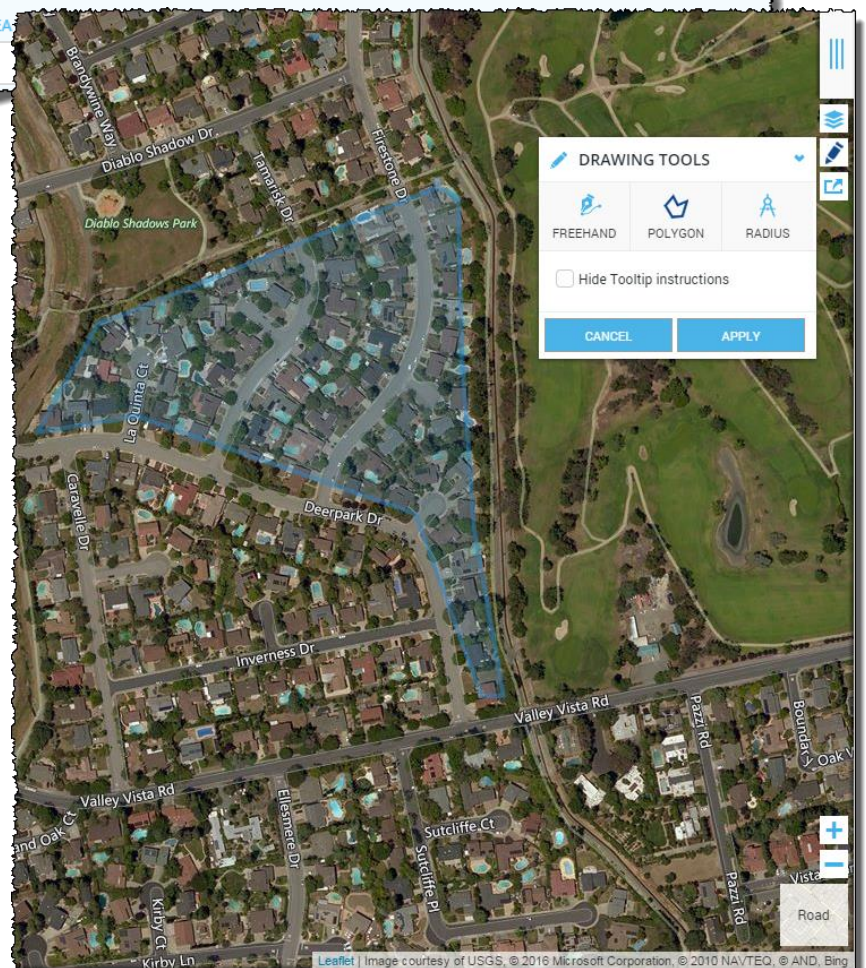 EA
Brandywine Way
Diablo Shadow Dr.
Firestone D
Tamarisk Dr
Diablo Shadows Park
DRAWING TOOLS
FREEHAND
POLYGON
RADIUS
Hide Tooltip instructions
CANCEL
APPLY
La Quinta Ct
Caravelle Dr
Deerpark Dr
Inverness Dr
Valley Vista Rd
Pazzi Rd
Boundary Oak V
Valley Vista Rd
and Oak Ct
Ellesmere Dr
Sutcliffe Ct
Sutcliffe Pl
Pazzi Rd
Vista
Kirby Ct
Kirby Ln
Road
Leaflet | Image courtesy of USGS, © 2016 Microsoft Corporation, © 2010 NAVTEQ, © AND, Bing